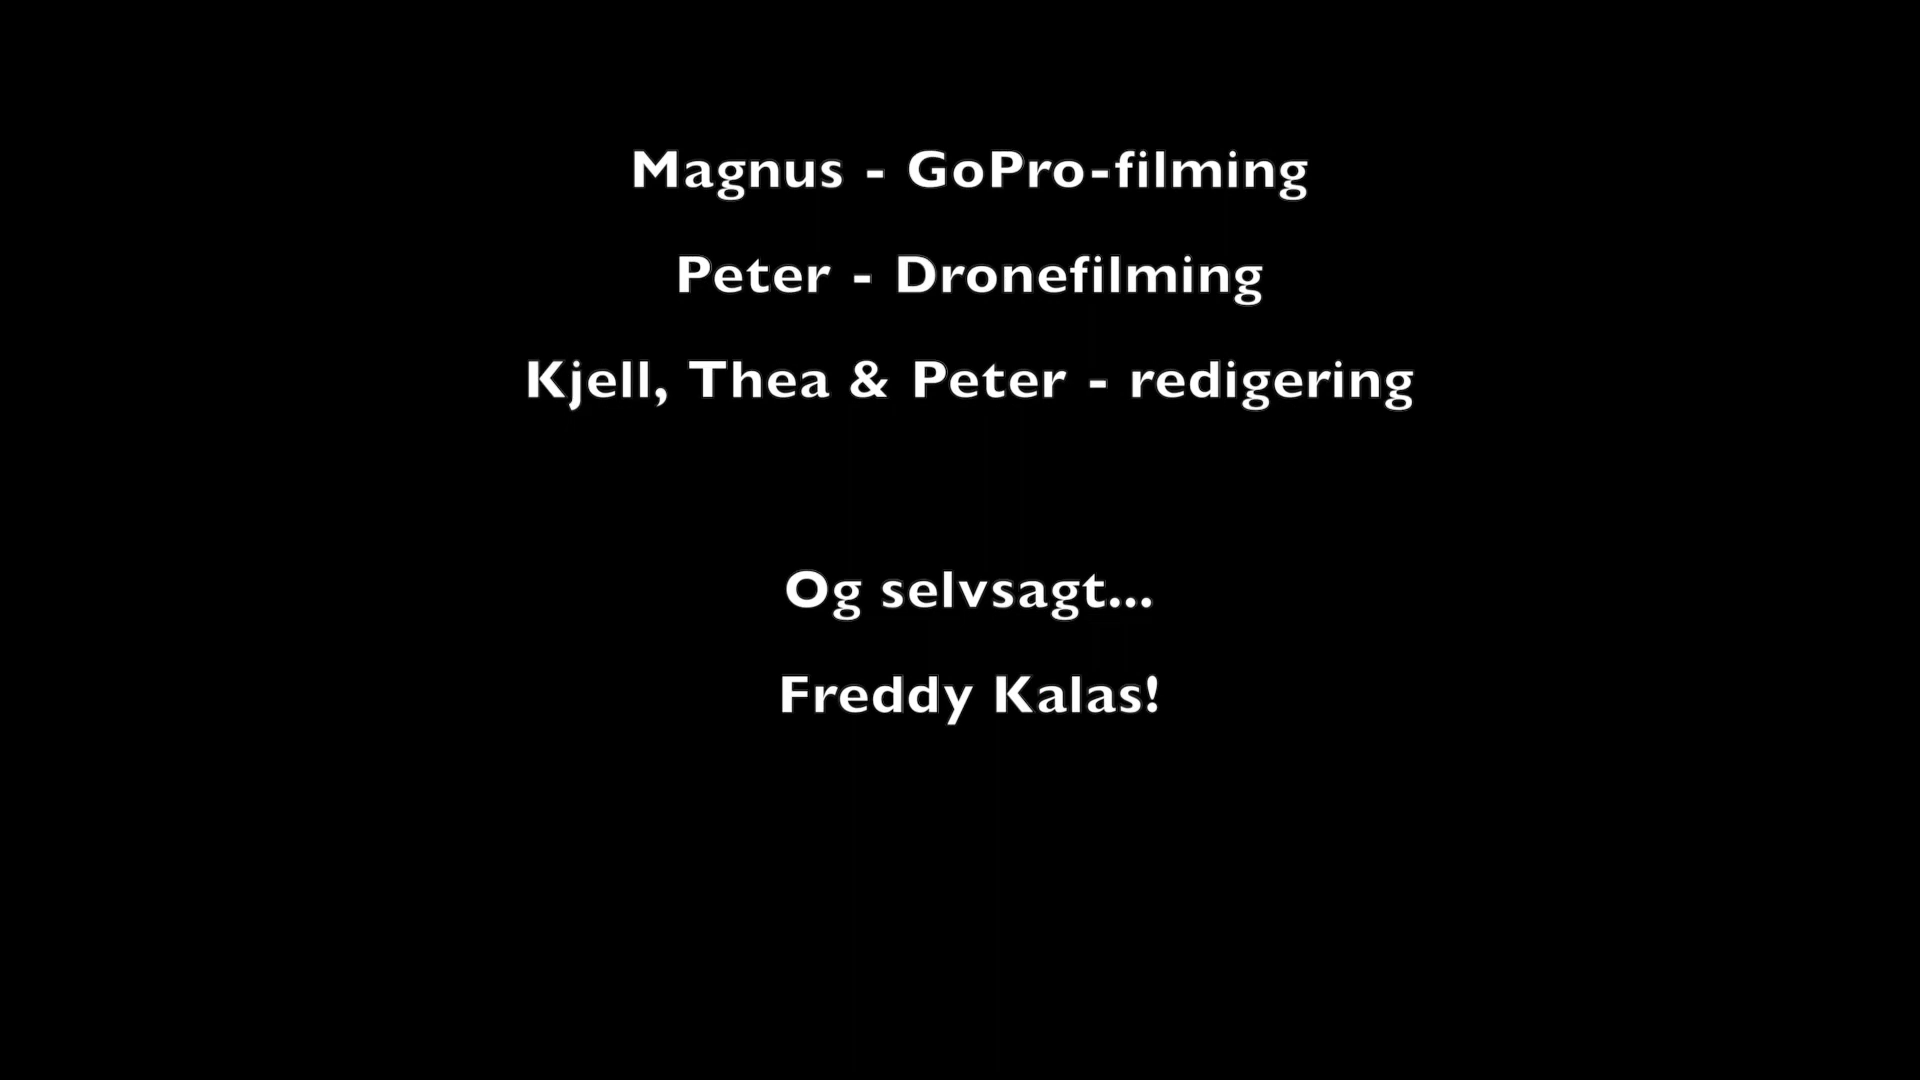 Magnus - GoPro-filming
Peter - Dronefilming
Kjell, Thea & Peter - redigering
Og selvsagt...
Freddy Kalas!